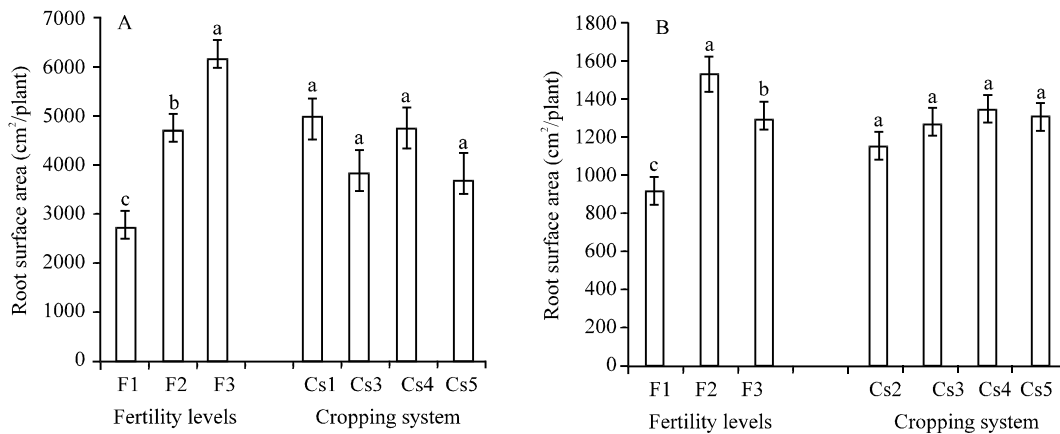 A
Root surface area (cm²/plant)
7000
6000
5000
4000
3000
2000
1000
0
c
b
a
a
a
a
a
F1 F2 F3 Cs1 Cs3 Cs4 Cs5
Fertility levels Cropping system
B
Root surface area (cm²/plant)
1800
1600
1400
1200
1000
800
600
400
200
0
c
a
b
a
a
a
a
F1 F2 F3 Cs2 Cs3 Cs4 Cs5
Fertility levels Cropping system